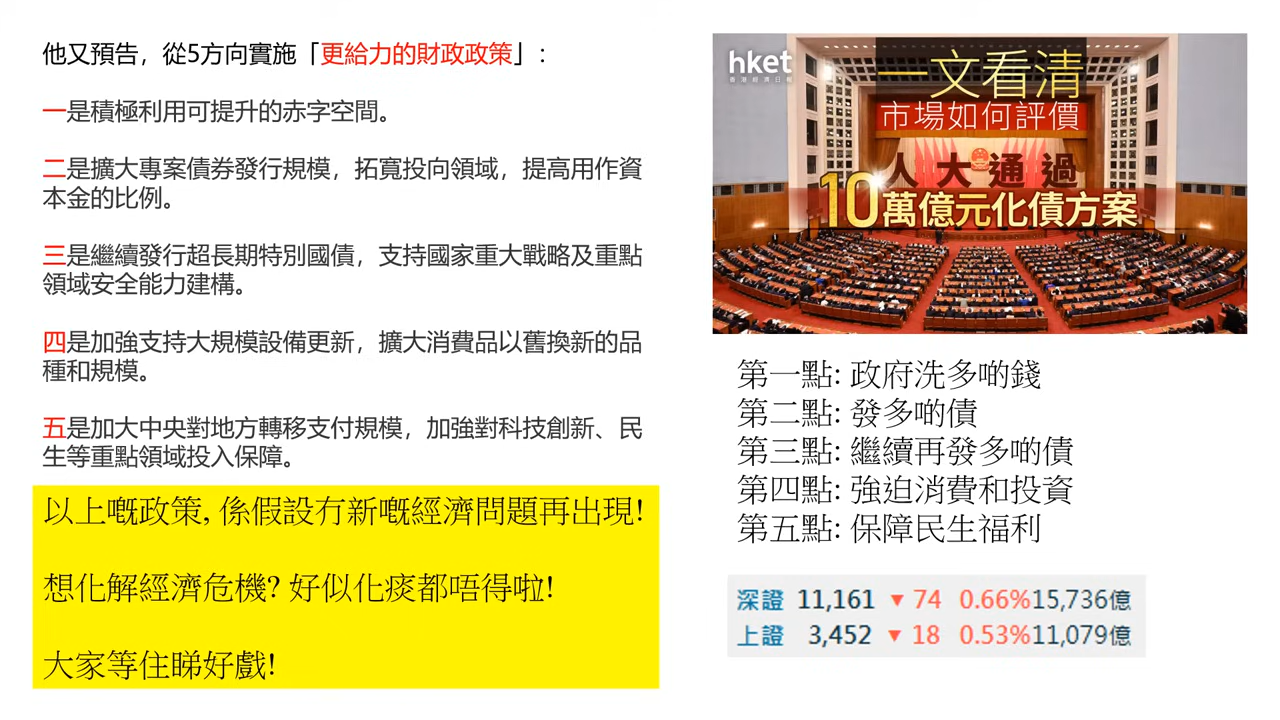 他又預告，從5方向實施「更給力的財政政策」：
一是積極利用可提升的赤字空間。
二是擴大專案債券發行規模，拓寬投向領域，提高用作資
本金的比例。
三是繼續發行超長期特別國債，支持國家重大戰略及重點
領域安全能力建構。
四是加強支持大規模設備更新，擴大消費品以舊換新的品
種和規模。
五是加大中央對地方轉移支付規模，加強對科技創新、民
生等重點領域投入保障。
以上嘅政策, 係假設冇新嘅經濟問題再出現!
想化解經濟危機? 好似化痰都唔得啦!
大家等住睇好戲!
hket
香港經濟日報
一文看清
市場如何評價
人大通過
10萬億元化債方案
第一點: 政府洗多啲錢
第二點: 發多啲債
第三點: 繼續再發多啲債
第四點: 強迫消費和投資
第五點: 保障民生福利
深證 11,161 ▼ 74 0.66%15,736億
上證 3,452 ▼ 18 0.53%11,079億